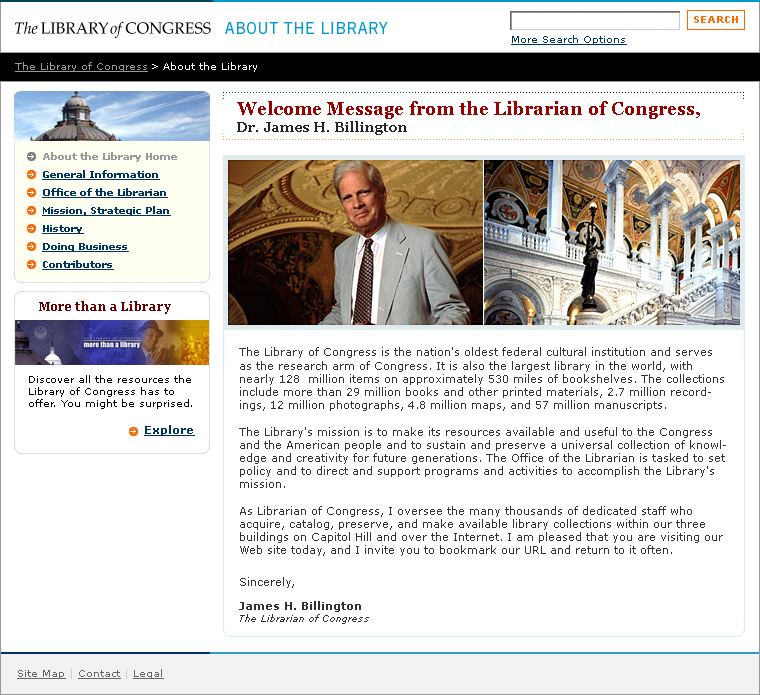 The LIBRARY of CONGRESS ABOUT THE LIBRARY
SEARCH
More Search Options
The Library of Congress > About the Library
About the Library Home
General Information
Office of the Librarian
Mission, Strategic Plan
History
Doing Business
Contributors
More than a Library
more than a library
Discover all the resources the
Library of Congress has to
offer. You might be surprised.
Explore
Welcome Message from the Librarian of Congress,
Dr. James H. Billington
The Library of Congress is the nation's oldest federal cultural institution and serves
as the research arm of Congress. It is also the largest library in the world, with
nearly 128 million items on approximately 530 miles of bookshelves. The collections
include more than 29 million books and other printed materials, 2.7 million record-
ings, 12 million photographs, 4.8 million maps, and 57 million manuscripts.
The Library's mission is to make its resources available and useful to the Congress
and the American people and to sustain and preserve a universal collection of knowl-
edge and creativity for future generations. The Office of the Librarian is tasked to set
policy and to direct and support programs and activities to accomplish the Library's
mission.
As Librarian of Congress, I oversee the many thousands of dedicated staff who
acquire, catalog, preserve, and make available library collections within our three
buildings on Capitol Hill and over the Internet. I am pleased that you are visiting our
Web site today, and I invite you to bookmark our URL and return to it often.
Sincerely,
James H. Billington
The Librarian of Congress
Site Map | Contact | Legal